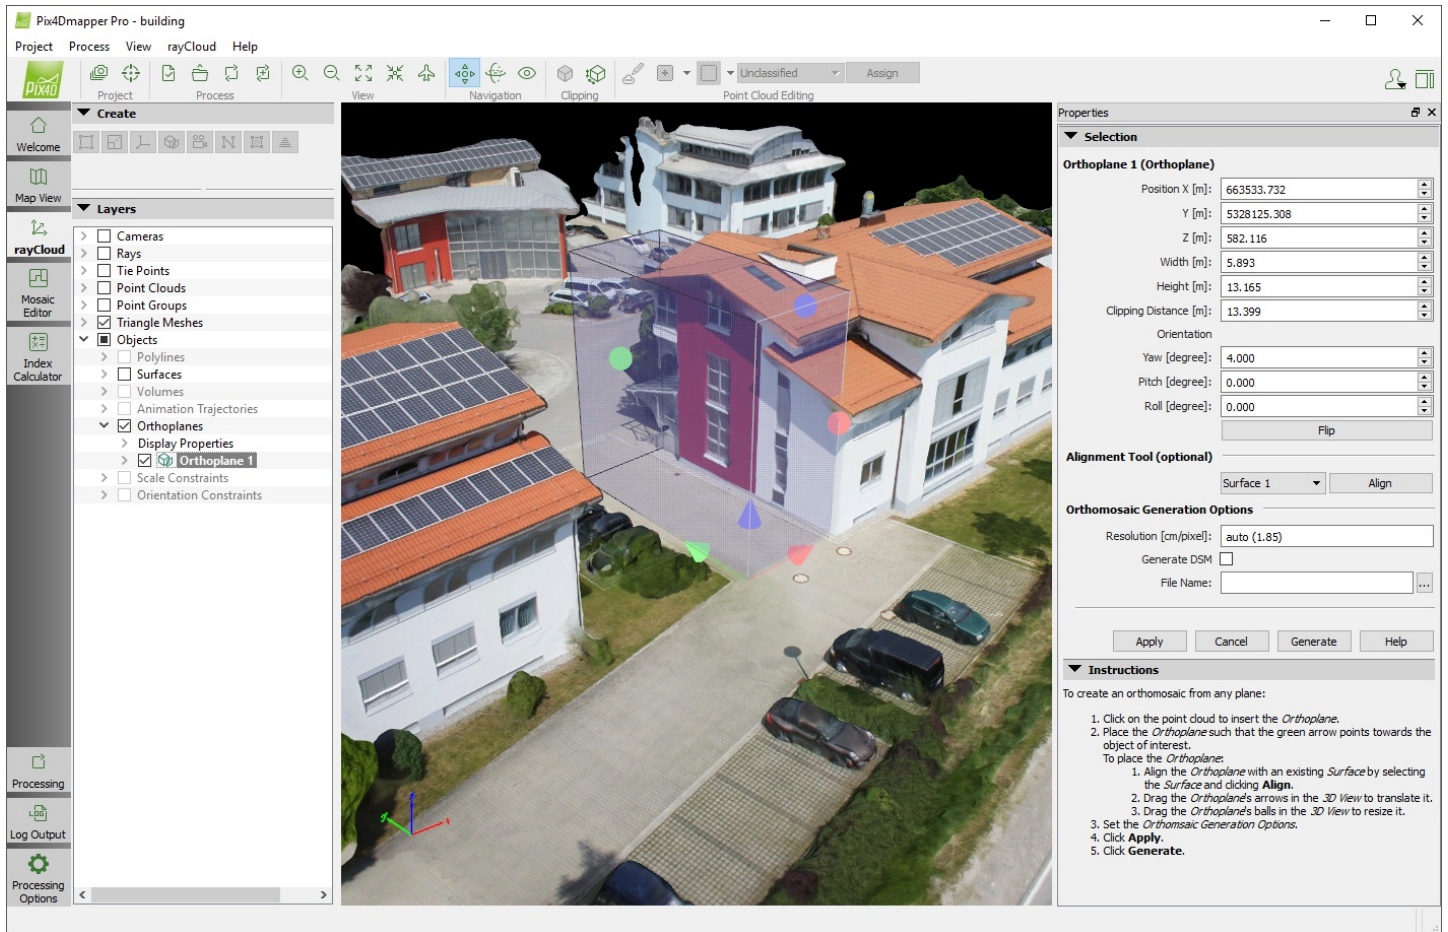 Pix4Dmapper Pro - building
Project Process View rayCloud Help
PIX4D
Unclassified Assign
Project Process View Navigation Clipping Point Cloud Editing
Welcome
Map View
rayCloud
Mosaic
Editor
Index
Calculator
Processing
LOG
Log Output
Processing
Options
Create
Layers
Cameras
Rays
Tie Points
Point Clouds
Point Groups
Triangle Meshes
Objects
Polylines
Surfaces
Volumes
Animation Trajectories
Orthoplanes
Display Properties
Orthoplane 1
Scale Constraints
Orientation Constraints
Properties
Selection
Orthoplane 1 (Orthoplane)
Position X [m]: 663533.732
Y [m]: 5328125.308
Z [m]: 582.116
Width [m]: 5.893
Height [m]: 13.165
Clipping Distance [m]: 13.399
Orientation
Yaw [degree]: 4.000
Pitch [degree]: 0.000
Roll [degree]: 0.000
Flip
Alignment Tool (optional)
Surface 1 Align
Orthomosaic Generation Options
Resolution [cm/pixel]: auto (1.85)
Generate DSM
File Name: ...
Apply Cancel Generate Help
Instructions
To create an orthomosaic from any plane:
1. Click on the point cloud to insert the Orthoplane.
2. Place the Orthoplane such that the green arrow points towards the
object of interest.
To place the Orthoplane:
1. Align the Orthoplane with an existing Surface by selecting
the Surface and clicking Align.
2. Drag the Orthoplane's arrows in the 3D View to translate it.
3. Drag the Orthoplane's balls in the 3D View to resize it.
3. Set the Orthomsaic Generation Options.
4. Click Apply.
5. Click Generate.